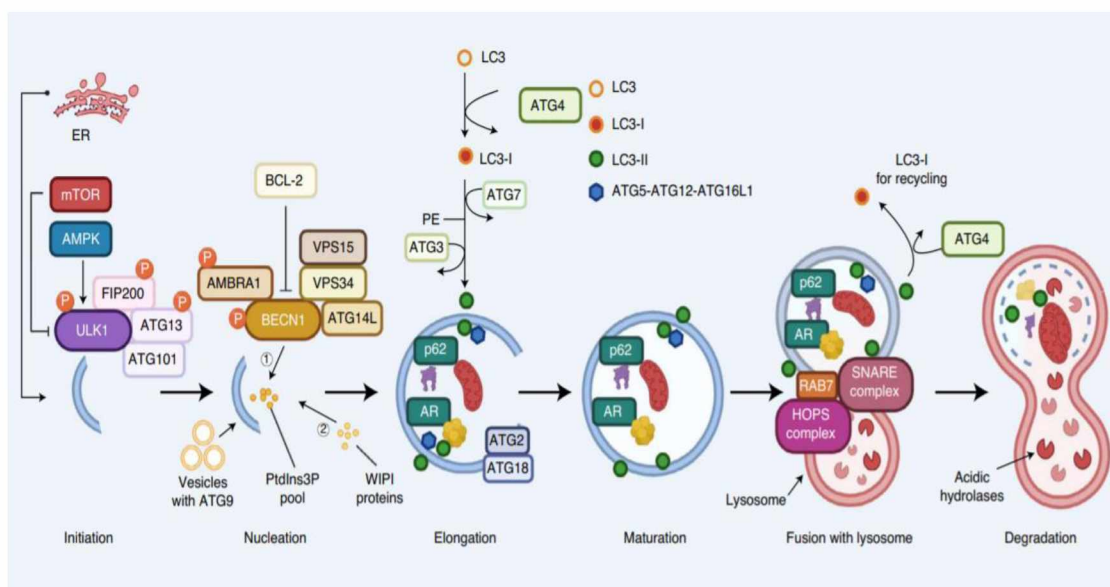 LC3
ATG4
LC3
LC3-I
LC3-II
ATG5-ATG12-ATG16L1
ER
LC3-I
ATG7
PE
ATG3
LC3-I
for recycling
ATG4
mTOR
AMPK
P
FIP200
P
P
ULK1
ATG13
ATG101
BCL-2
P
AMBRA1
VPS15
VPS34
P
BECN1
ATG14L
①
②
Vesicles
with ATG9
PtdIns3P
pool
WIPI
proteins
p62
AR
ATG2
ATG18
p62
AR
p62
AR
RAB7
SNARE
complex
HOPS
complex
Lysosome
Acidic
hydrolases
Initiation
Nucleation
Elongation
Maturation
Fusion with lysosome
Degradation